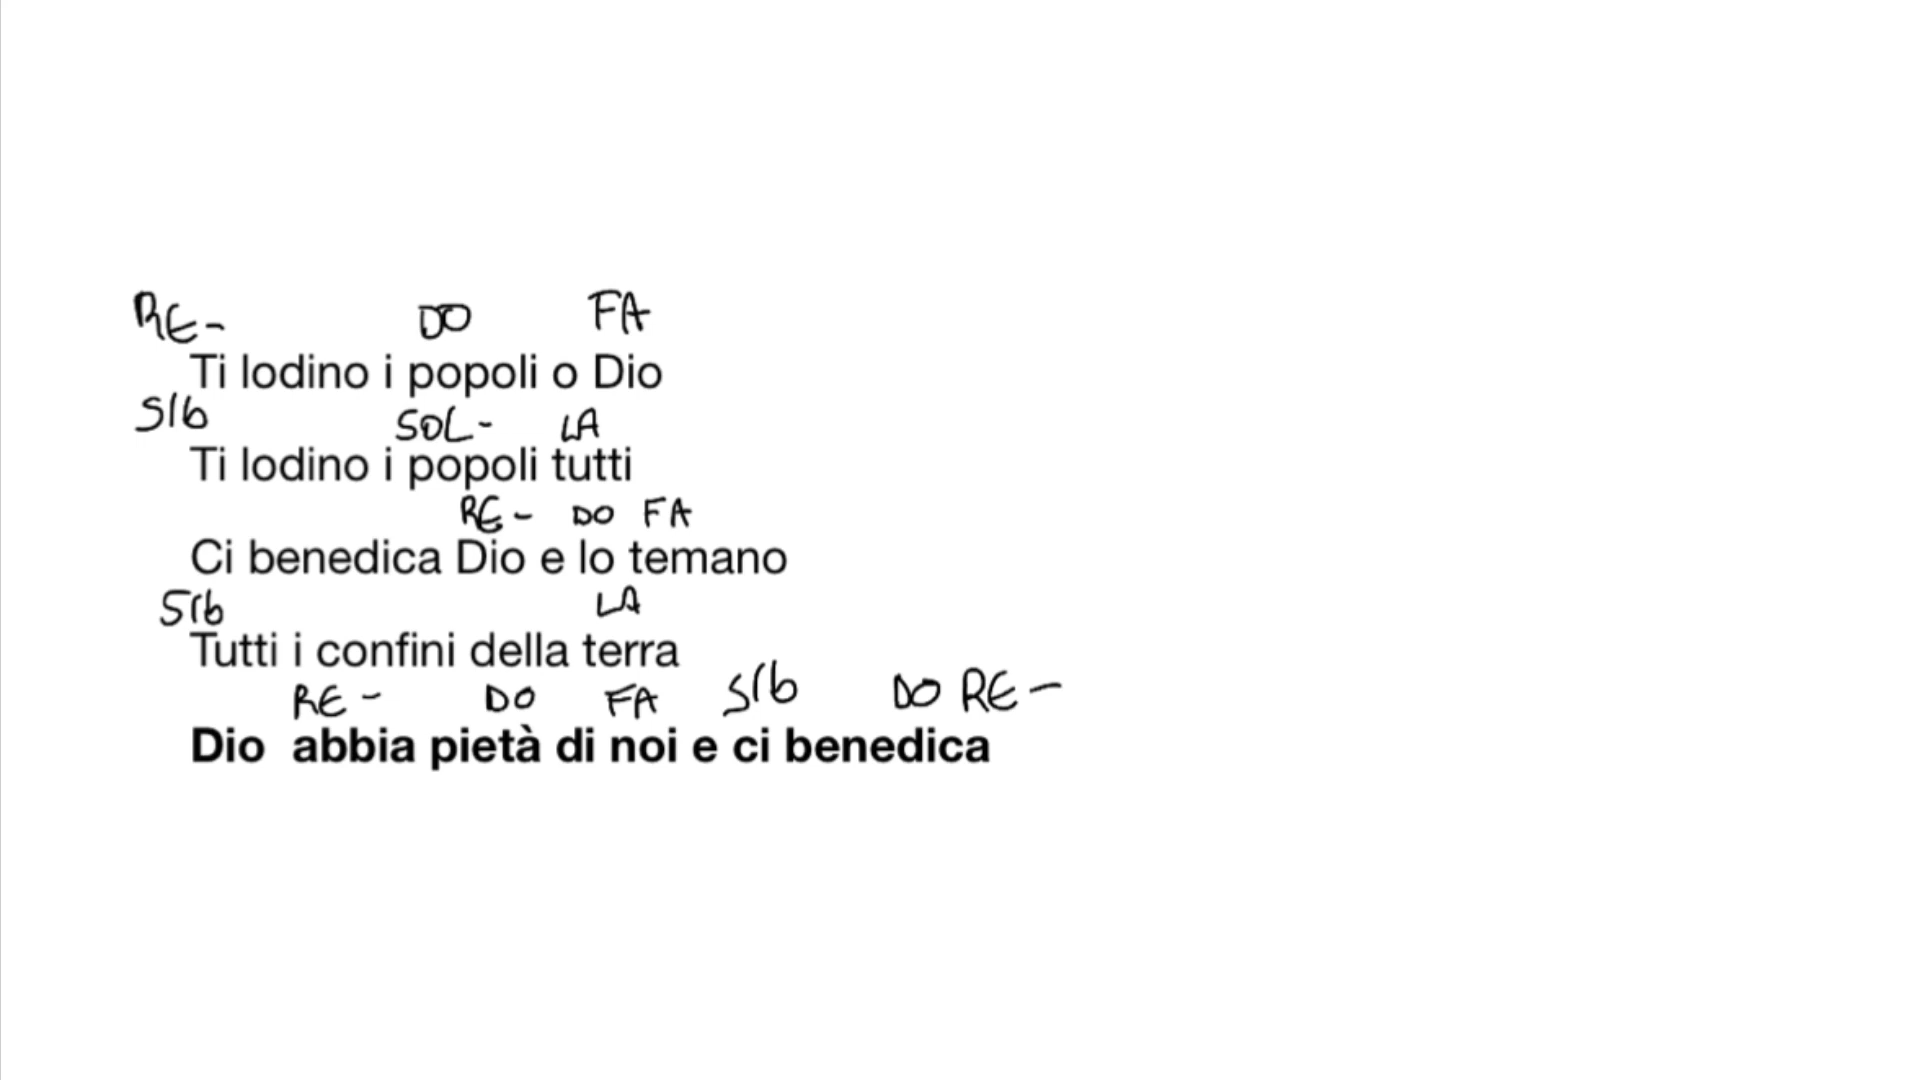 RE- DO FA
Ti lodino i popoli o Dio
SIb SOL- LA
Ti lodino i popoli tutti
RE- DO FA
Ci benedica Dio e lo temano
SIb LA
Tutti i confini della terra
RE- DO FA SIb DO RE-
Dio abbia pietà di noi e ci benedica